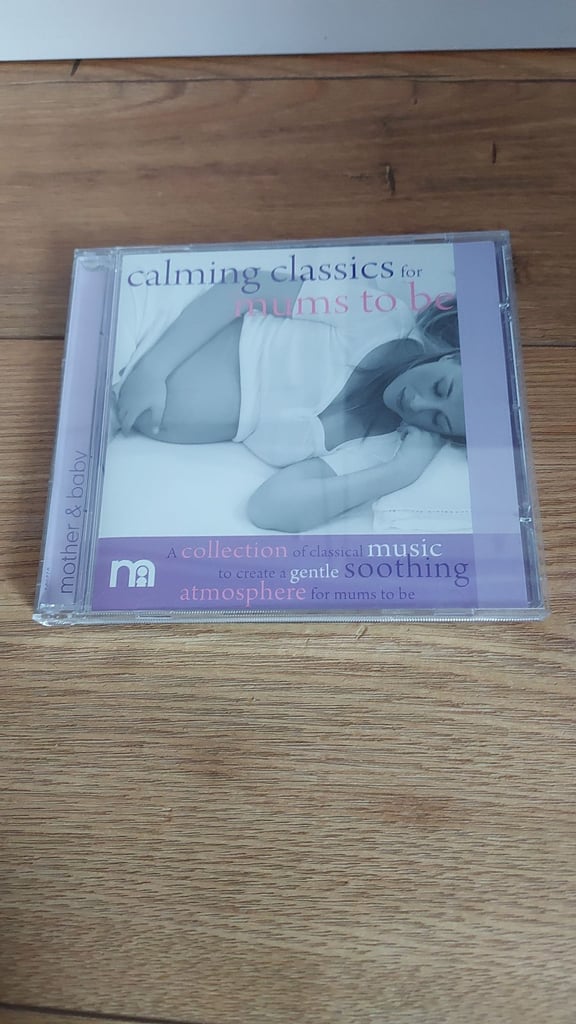 calming classics for
mums to be
mother & baby
m
A collection of classical music
to create a gentle soothing
atmosphere for mums to be